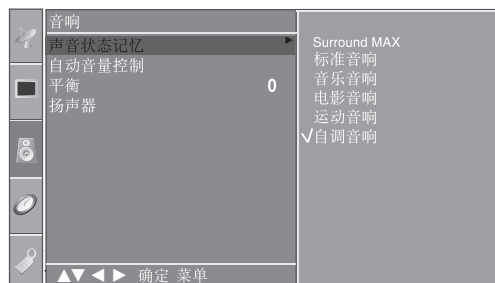 音响
声音状态记忆
自动音量控制
平衡 0
扬声器
Surround MAX
标准音响
音乐音响
电影音响
运动音响
自调音响
确定 菜单